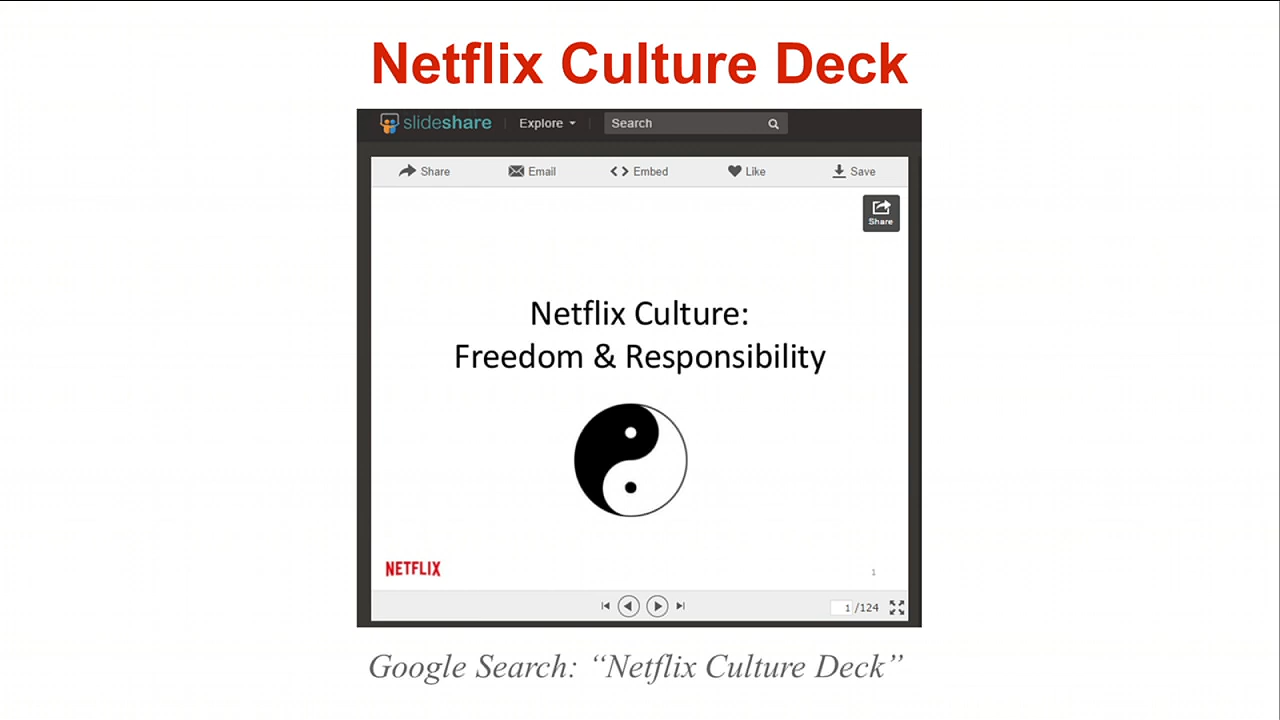 Netflix Culture Deck
slideshare Explore Search
Share Email Embed Like Save
Share
Netflix Culture:
Freedom & Responsibility
NETFLIX
1
1 /124
Google Search: “Netflix Culture Deck”